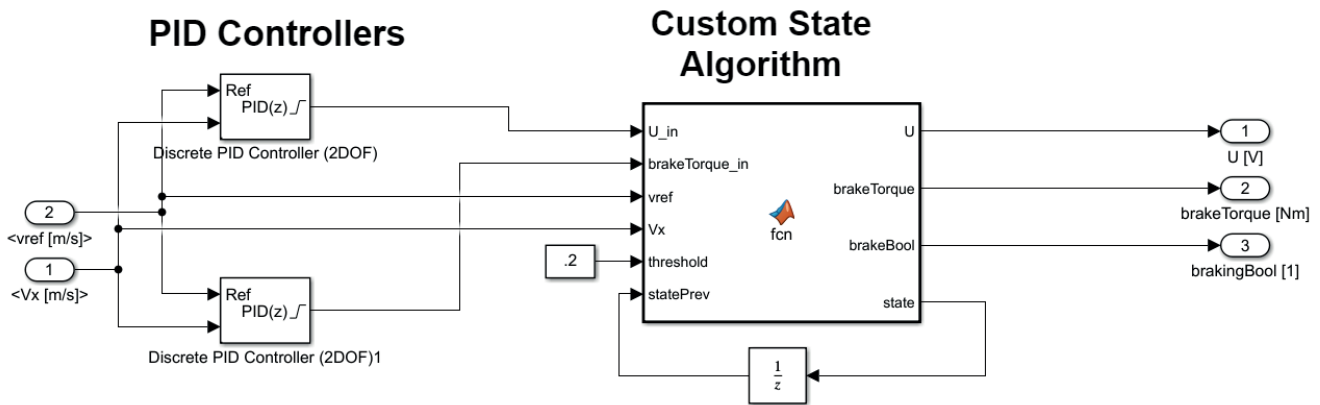 PID Controllers
Custom State
Algorithm
Ref
PID(z)
Discrete PID Controller (2DOF)
2
<vref [m/s]>
1
<Vx [m/s]>
Ref
PID(z)
Discrete PID Controller (2DOF)1
.2
U_in
brakeTorque_in
vref
Vx
threshold
statePrev
fcn
U
brakeTorque
brakeBool
state
1
z
1
U [V]
2
brakeTorque [Nm]
3
brakingBool [1]